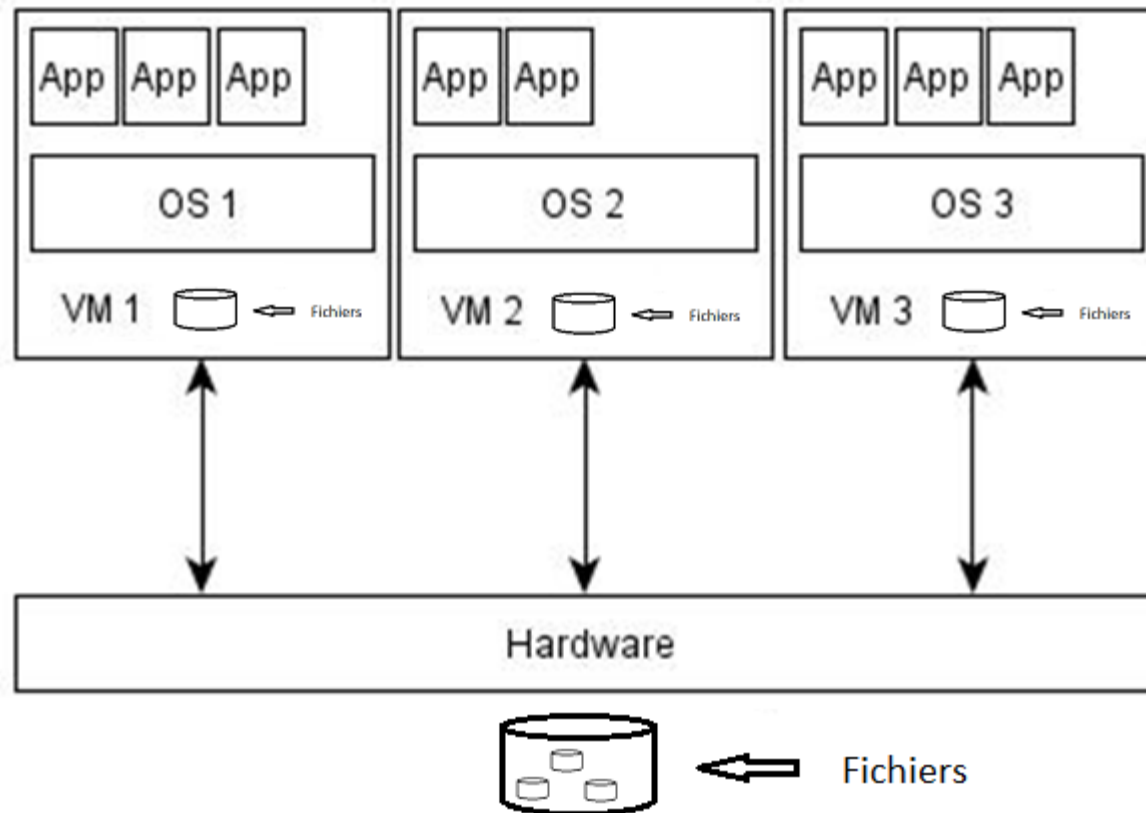 App App App
App App
App App App
OS 1
OS 2
OS 3
VM 1
Fichiers
VM 2
Fichiers
VM 3
Fichiers
Hardware
Fichiers